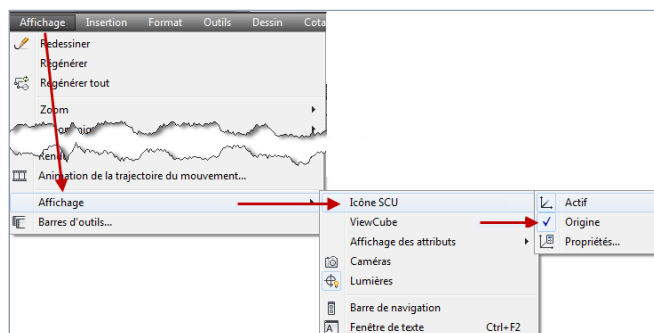 Affichage Insertion Format Outils Dessin Cota
Redessiner
Régénérer
Régénérer tout
Zoom
Animation de la trajectoire du mouvement...
Affichage
Barres d'outils...
Icône SCU
ViewCube
Affichage des attributs
Caméras
Lumières
Barre de navigation
Fenêtre de texte Ctrl+F2
Actif
Origine
Propriétés...